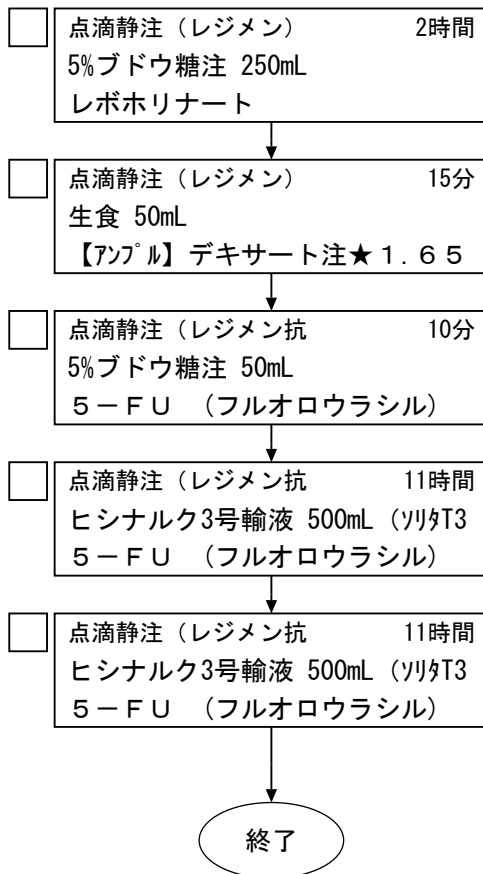 点滴静注（レジメン） 2時間
5%ブドウ糖注 250mL
レボホリナート
点滴静注（レジメン） 15分
生食 50mL
【ｱﾝﾌﾟﾙ】デキサート注★１.６５
点滴静注（レジメン抗 10分
5%ブドウ糖注 50mL
５－ＦＵ （フルオロウラシル）
点滴静注（レジメン抗 11時間
ヒシナルク3号輸液 500mL（ｿﾘﾀT3
５－ＦＵ （フルオロウラシル）
点滴静注（レジメン抗 11時間
ヒシナルク3号輸液 500mL（ｿﾘﾀT3
５－ＦＵ （フルオロウラシル）
終了